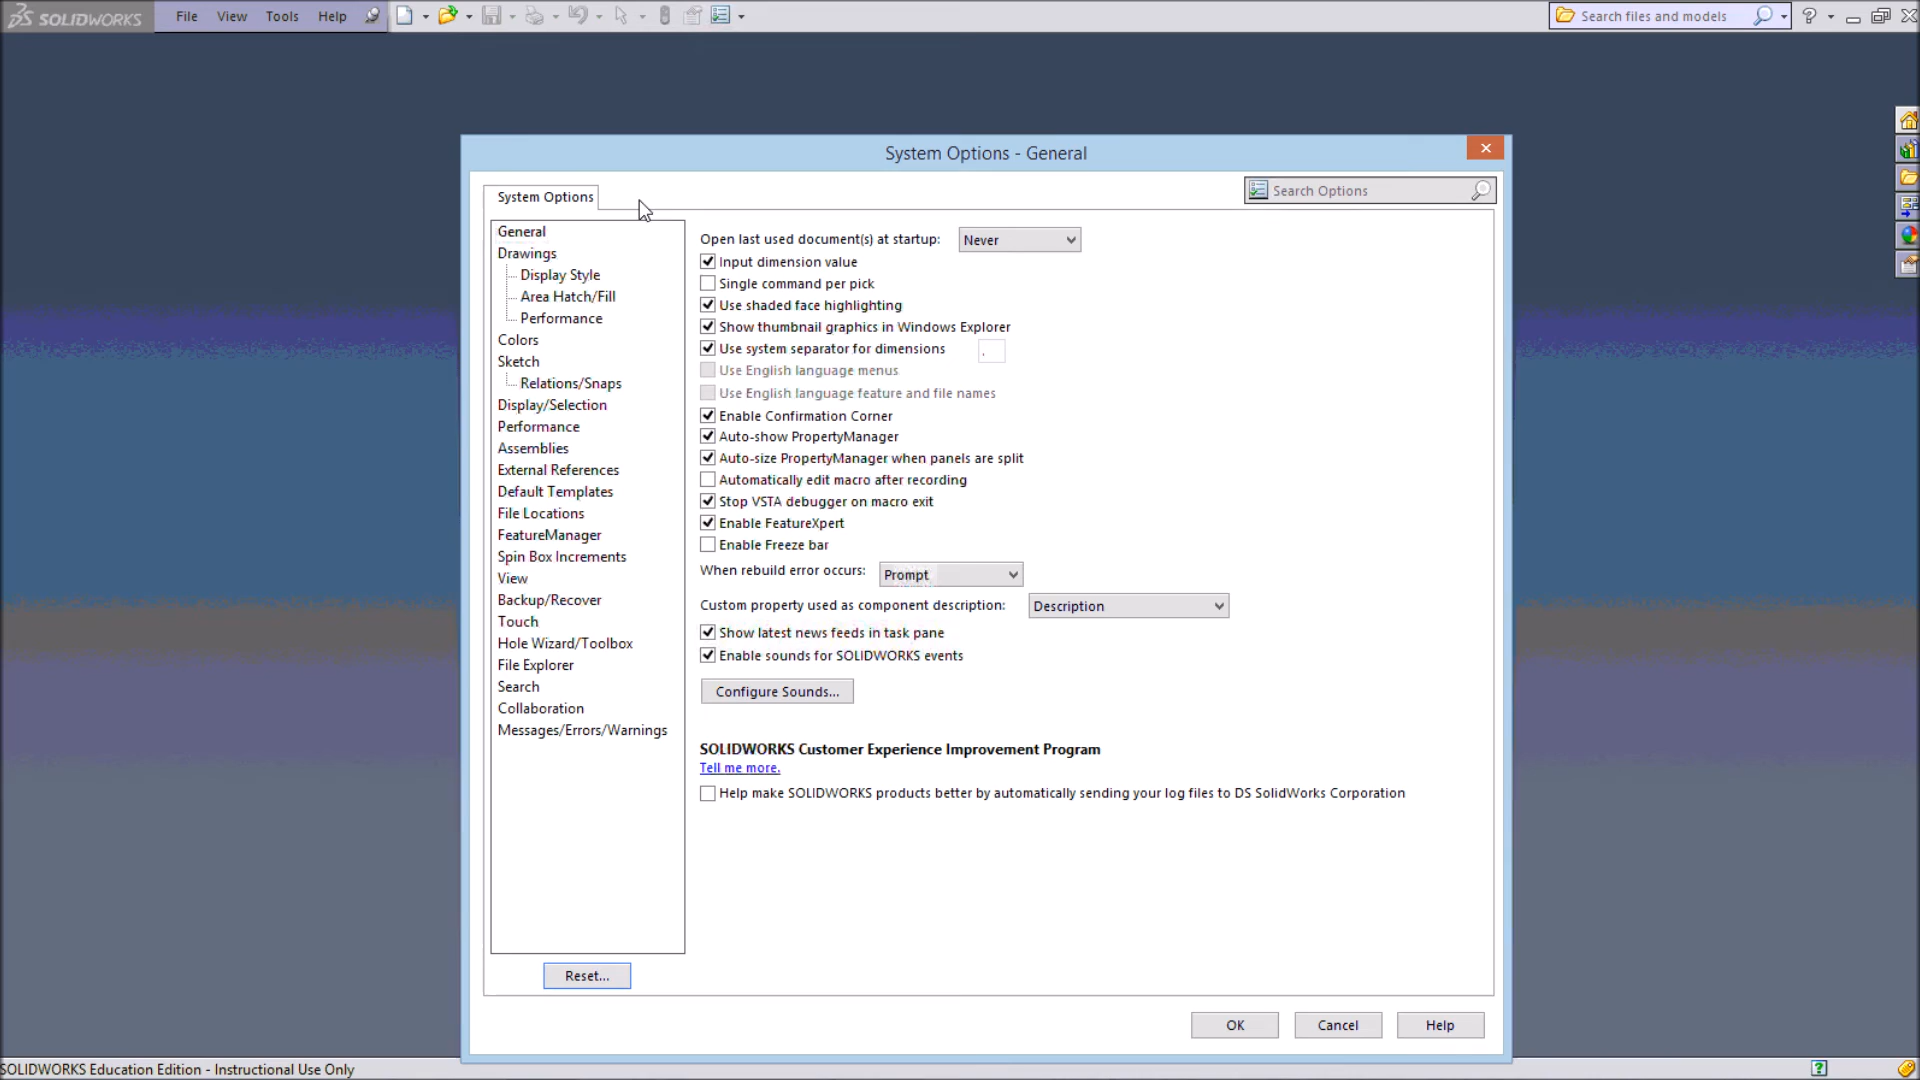 SOLIDWORKS File View Tools Help
Search files and models
System Options - General
System Options
Search Options
General
Drawings
Display Style
Area Hatch/Fill
Performance
Colors
Sketch
Relations/Snaps
Display/Selection
Performance
Assemblies
External References
Default Templates
File Locations
FeatureManager
Spin Box Increments
View
Backup/Recover
Touch
Hole Wizard/Toolbox
File Explorer
Search
Collaboration
Messages/Errors/Warnings
Reset...
Open last used document(s) at startup: Never
Input dimension value
Single command per pick
Use shaded face highlighting
Show thumbnail graphics in Windows Explorer
Use system separator for dimensions .
Use English language menus
Use English language feature and file names
Enable Confirmation Corner
Auto-show PropertyManager
Auto-size PropertyManager when panels are split
Automatically edit macro after recording
Stop VSTA debugger on macro exit
Enable FeatureXpert
Enable Freeze bar
When rebuild error occurs: Prompt
Custom property used as component description: Description
Show latest news feeds in task pane
Enable sounds for SOLIDWORKS events
Configure Sounds...
SOLIDWORKS Customer Experience Improvement Program
Tell me more.
Help make SOLIDWORKS products better by automatically sending your log files to DS SolidWorks Corporation
OK Cancel Help
SOLIDWORKS Education Edition - Instructional Use Only